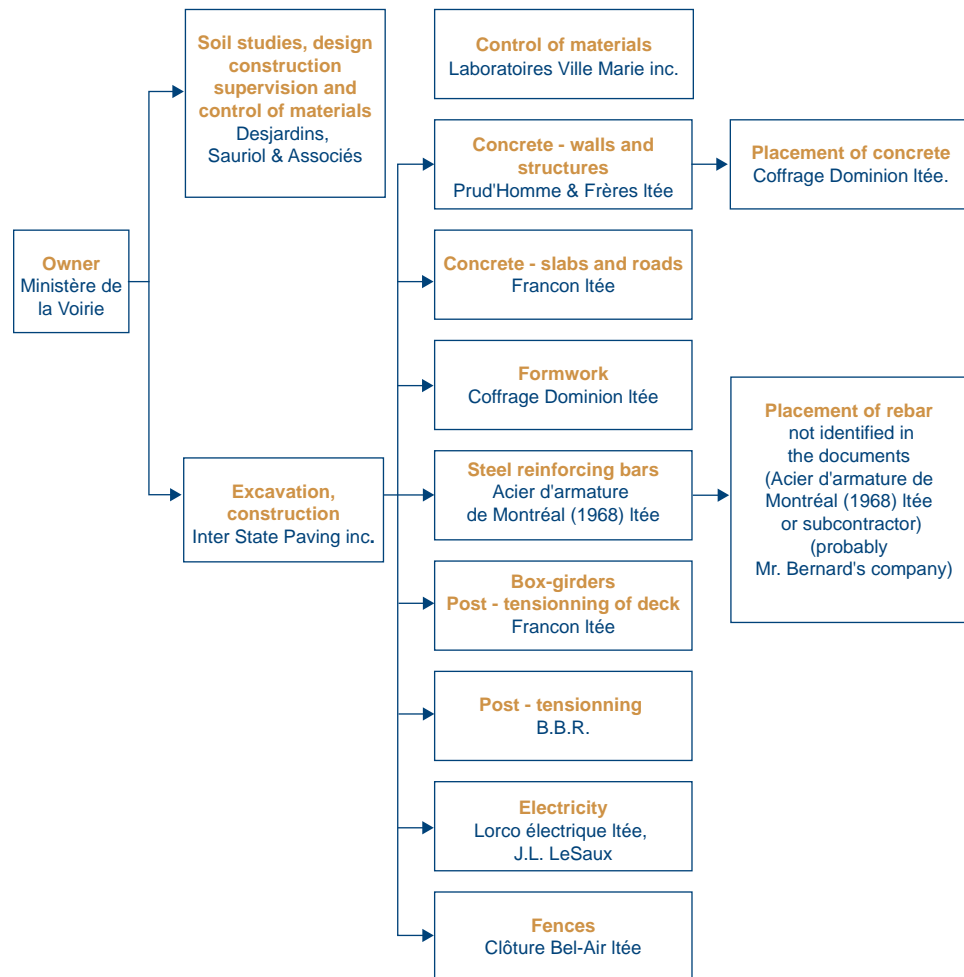 Soil studies, design
construction
supervision and
control of materials
Desjardins,
Sauriol & Associés
Control of materials
Laboratoires Ville Marie inc.
Concrete - walls and
structures
Prud'Homme & Frères ltée
Placement of concrete
Coffrage Dominion ltée.
Owner
Ministère de
la Voirie
Concrete - slabs and roads
Francon ltée
Formwork
Coffrage Dominion ltée
Excavation,
construction
Inter State Paving inc.
Steel reinforcing bars
Acier d'armature
de Montréal (1968) ltée
Placement of rebar
not identified in
the documents
(Acier d'armature de
Montréal (1968) ltée
or subcontractor)
(probably
Mr. Bernard's company)
Box-girders
Post - tensionning of deck
Francon ltée
Post - tensionning
B.B.R.
Electricity
Lorco électrique ltée,
J.L. LeSaux
Fences
Clôture Bel-Air ltée